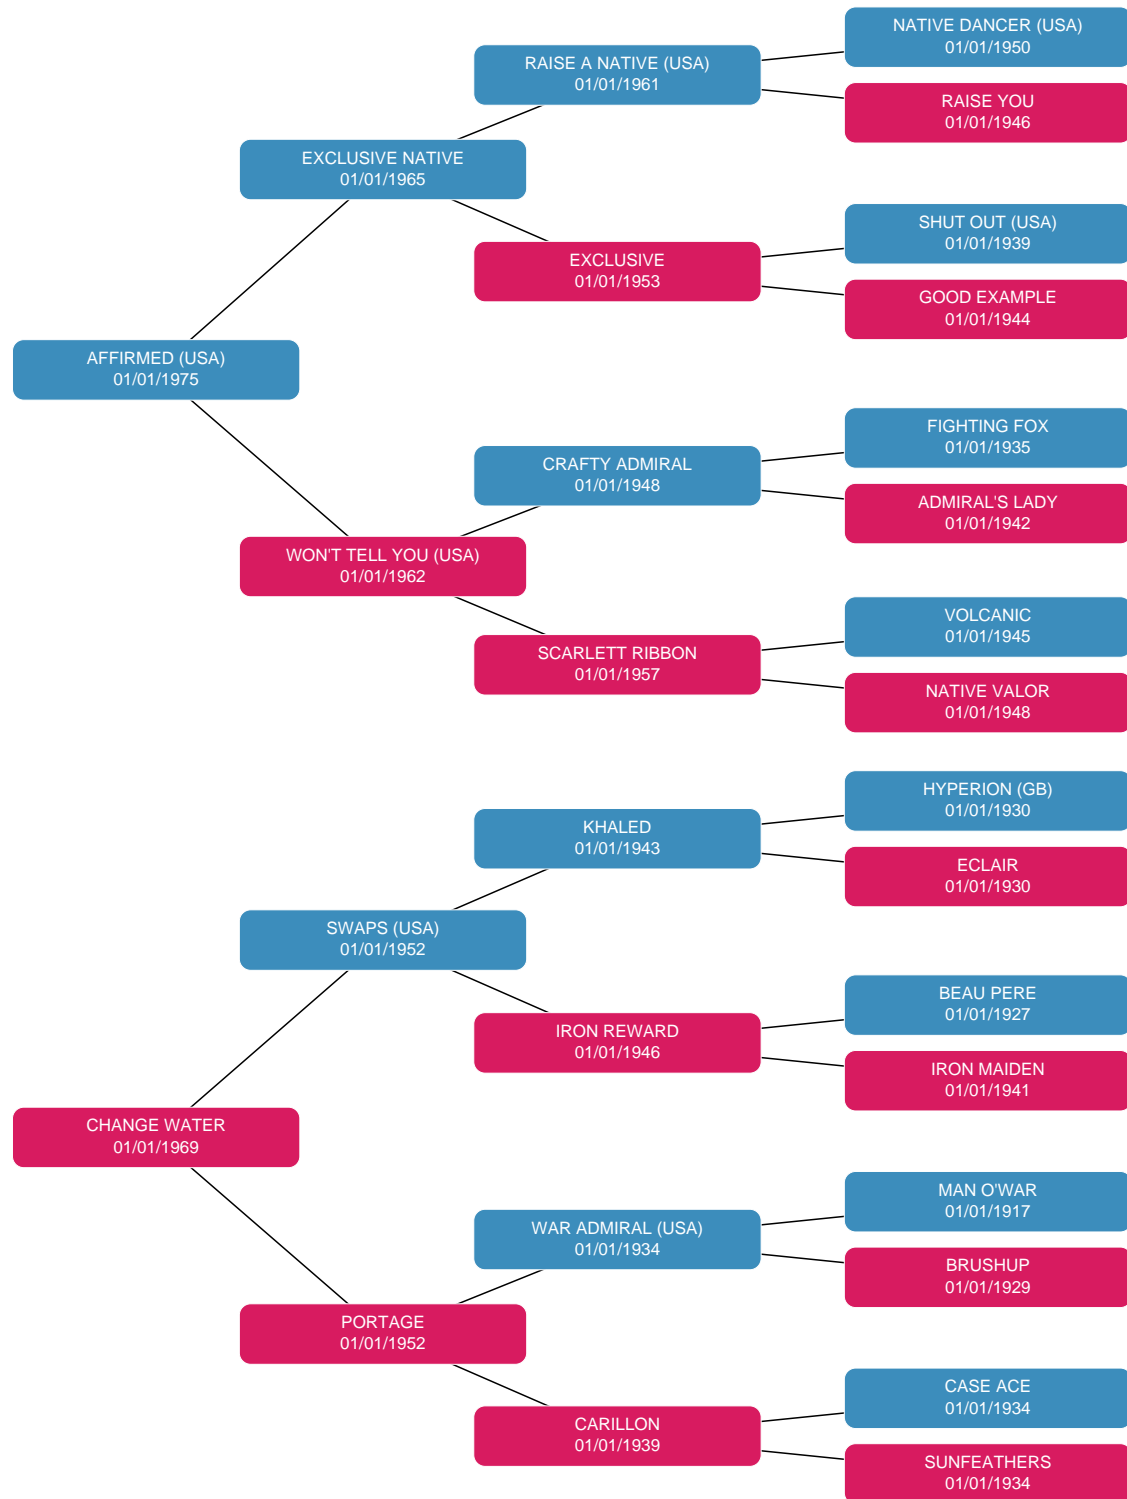 NATIVE DANCER (USA)
01/01/1950
RAISE A NATIVE (USA)
01/01/1961
RAISE YOU
01/01/1946
EXCLUSIVE NATIVE
01/01/1965
SHUT OUT (USA)
01/01/1939
EXCLUSIVE
01/01/1953
GOOD EXAMPLE
01/01/1944
AFFIRMED (USA)
01/01/1975
FIGHTING FOX
01/01/1935
CRAFTY ADMIRAL
01/01/1948
ADMIRAL'S LADY
01/01/1942
WON'T TELL YOU (USA)
01/01/1962
VOLCANIC
01/01/1945
SCARLETT RIBBON
01/01/1957
NATIVE VALOR
01/01/1948
HYPERION (GB)
01/01/1930
KHALED
01/01/1943
ECLAIR
01/01/1930
SWAPS (USA)
01/01/1952
BEAU PERE
01/01/1927
IRON REWARD
01/01/1946
IRON MAIDEN
01/01/1941
CHANGE WATER
01/01/1969
MAN O'WAR
01/01/1917
WAR ADMIRAL (USA)
01/01/1934
BRUSHUP
01/01/1929
PORTAGE
01/01/1952
CASE ACE
01/01/1934
CARILLON
01/01/1939
SUNFEATHERS
01/01/1934